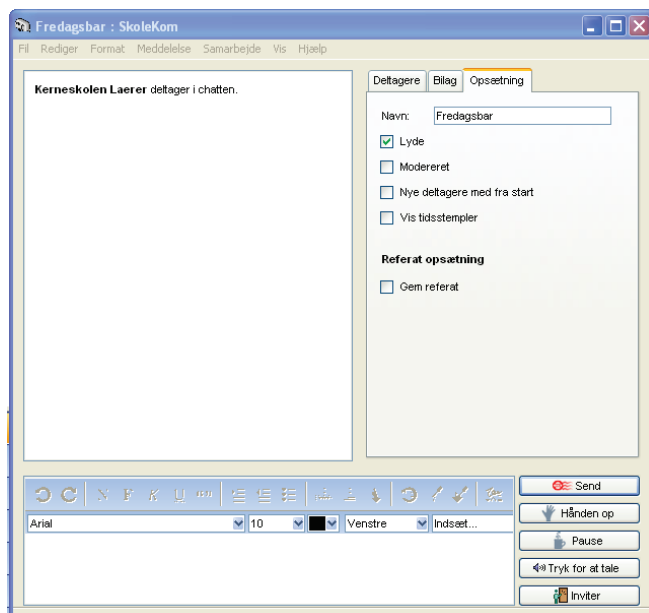 Fredagsbar : SkoleKom
Fil Rediger Format Meddelelse Samarbejde Vis Hjælp
Kerneskolen Laerer deltager i chatten.
Deltagere Bilag Opsætning
Navn: Fredagsbar
Lyde
Modereret
Nye deltagere med fra start
Vis tidsstempler
Referat opsætning
Gem referat
N F K U
Arial 10 Venstre Indsæt...
Send
Hånden op
Pause
Tryk for at tale
Inviter